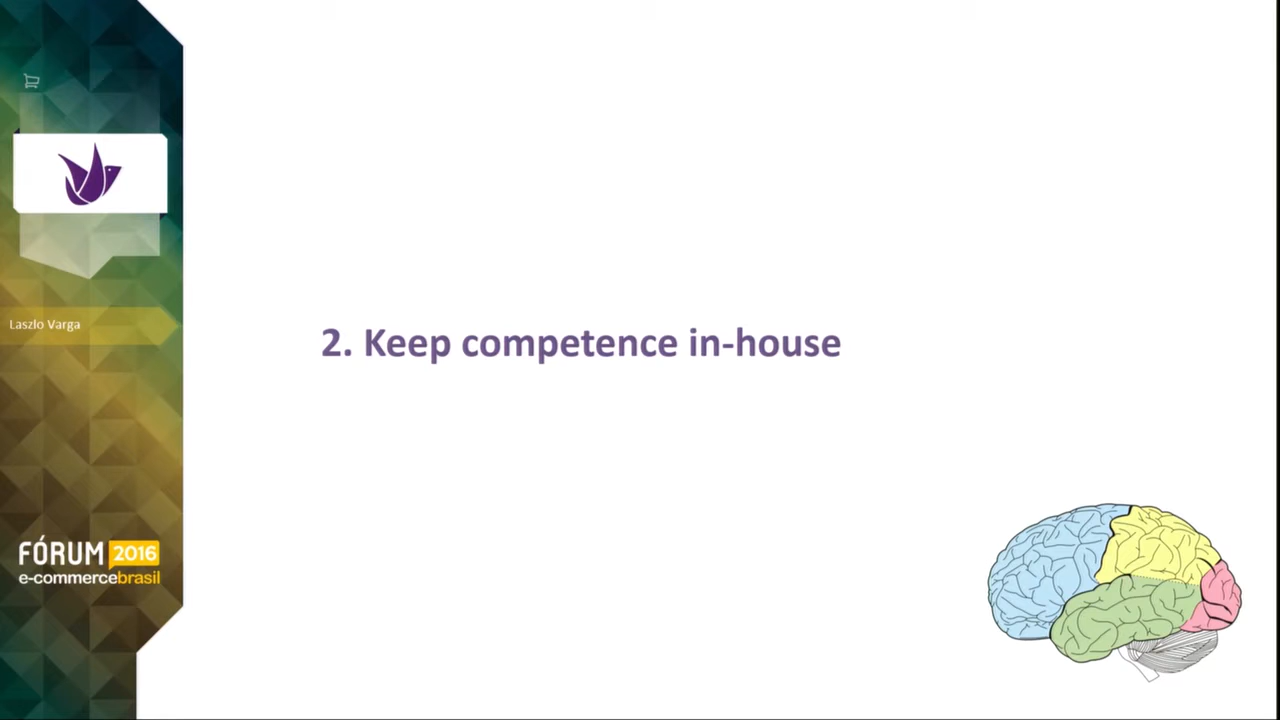 Laszlo Varga
2. Keep competence in-house
FÓRUM 2016
e-commercebrasil